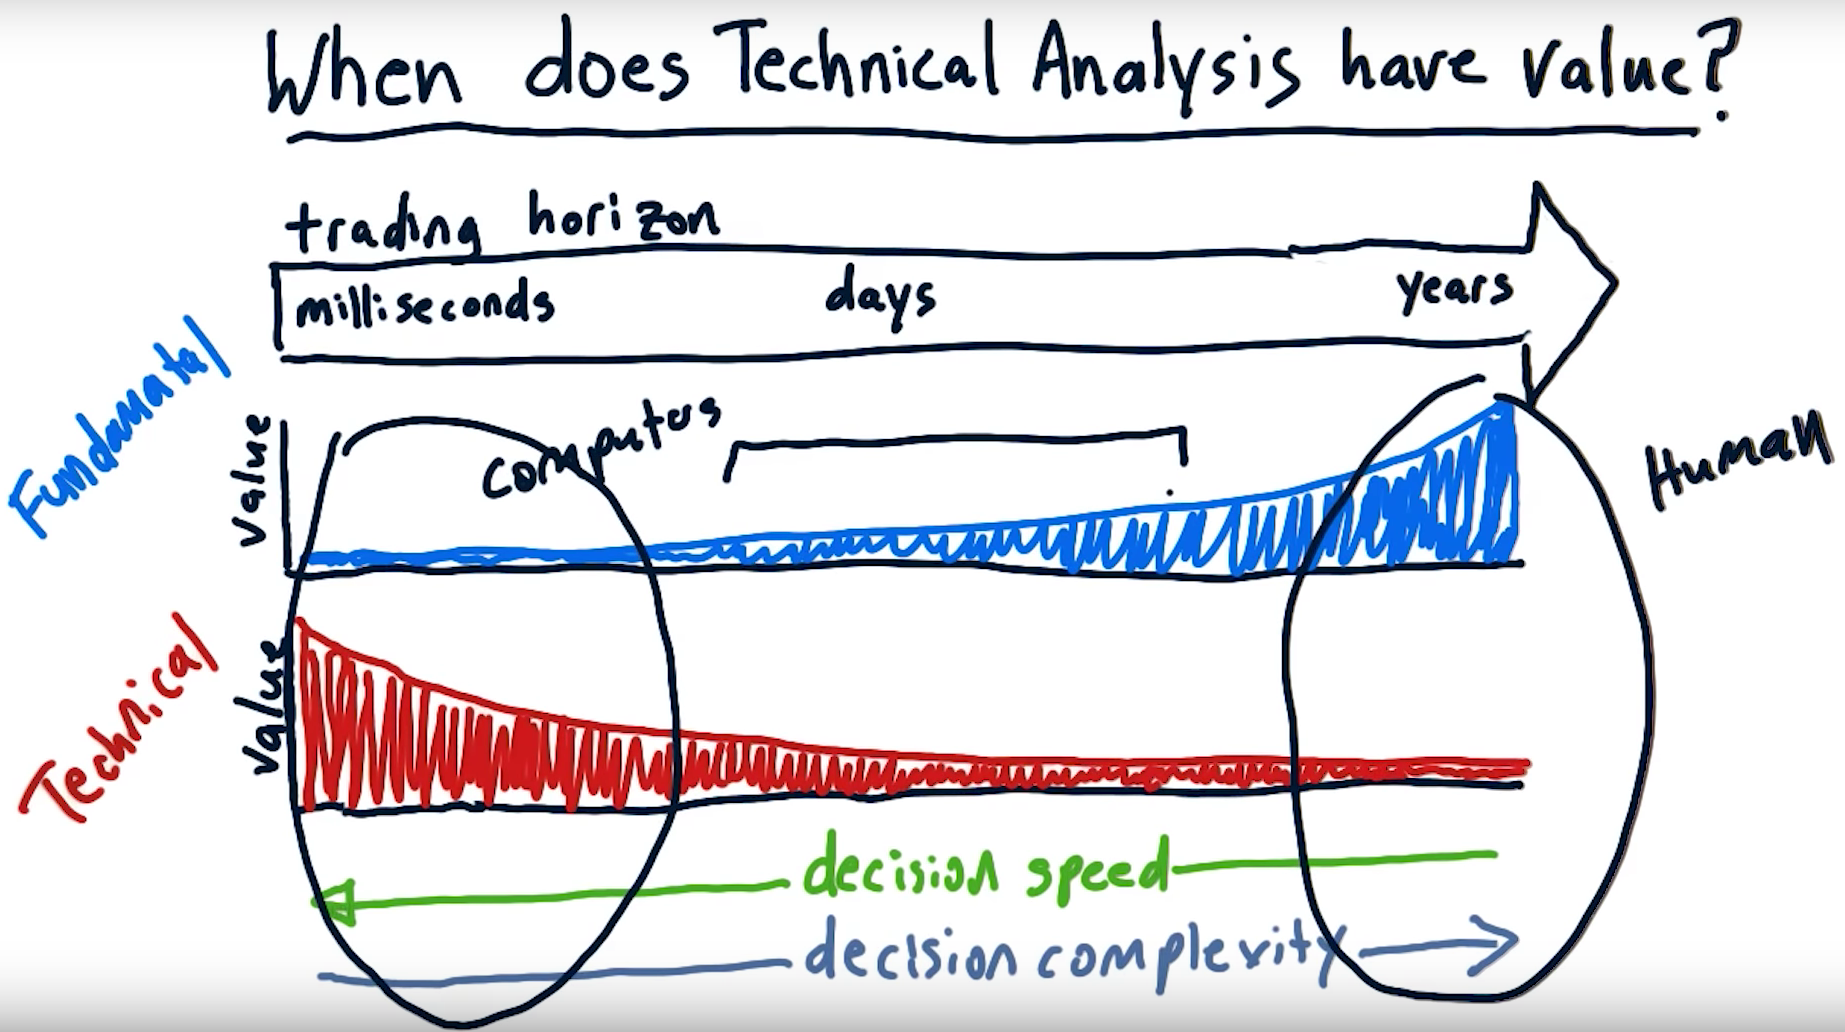 When does Technical Analysis have value?
trading horizon
milliseconds days years
Fundamatal
value
computers
Human
Technical
value
decision speed
decision complexity